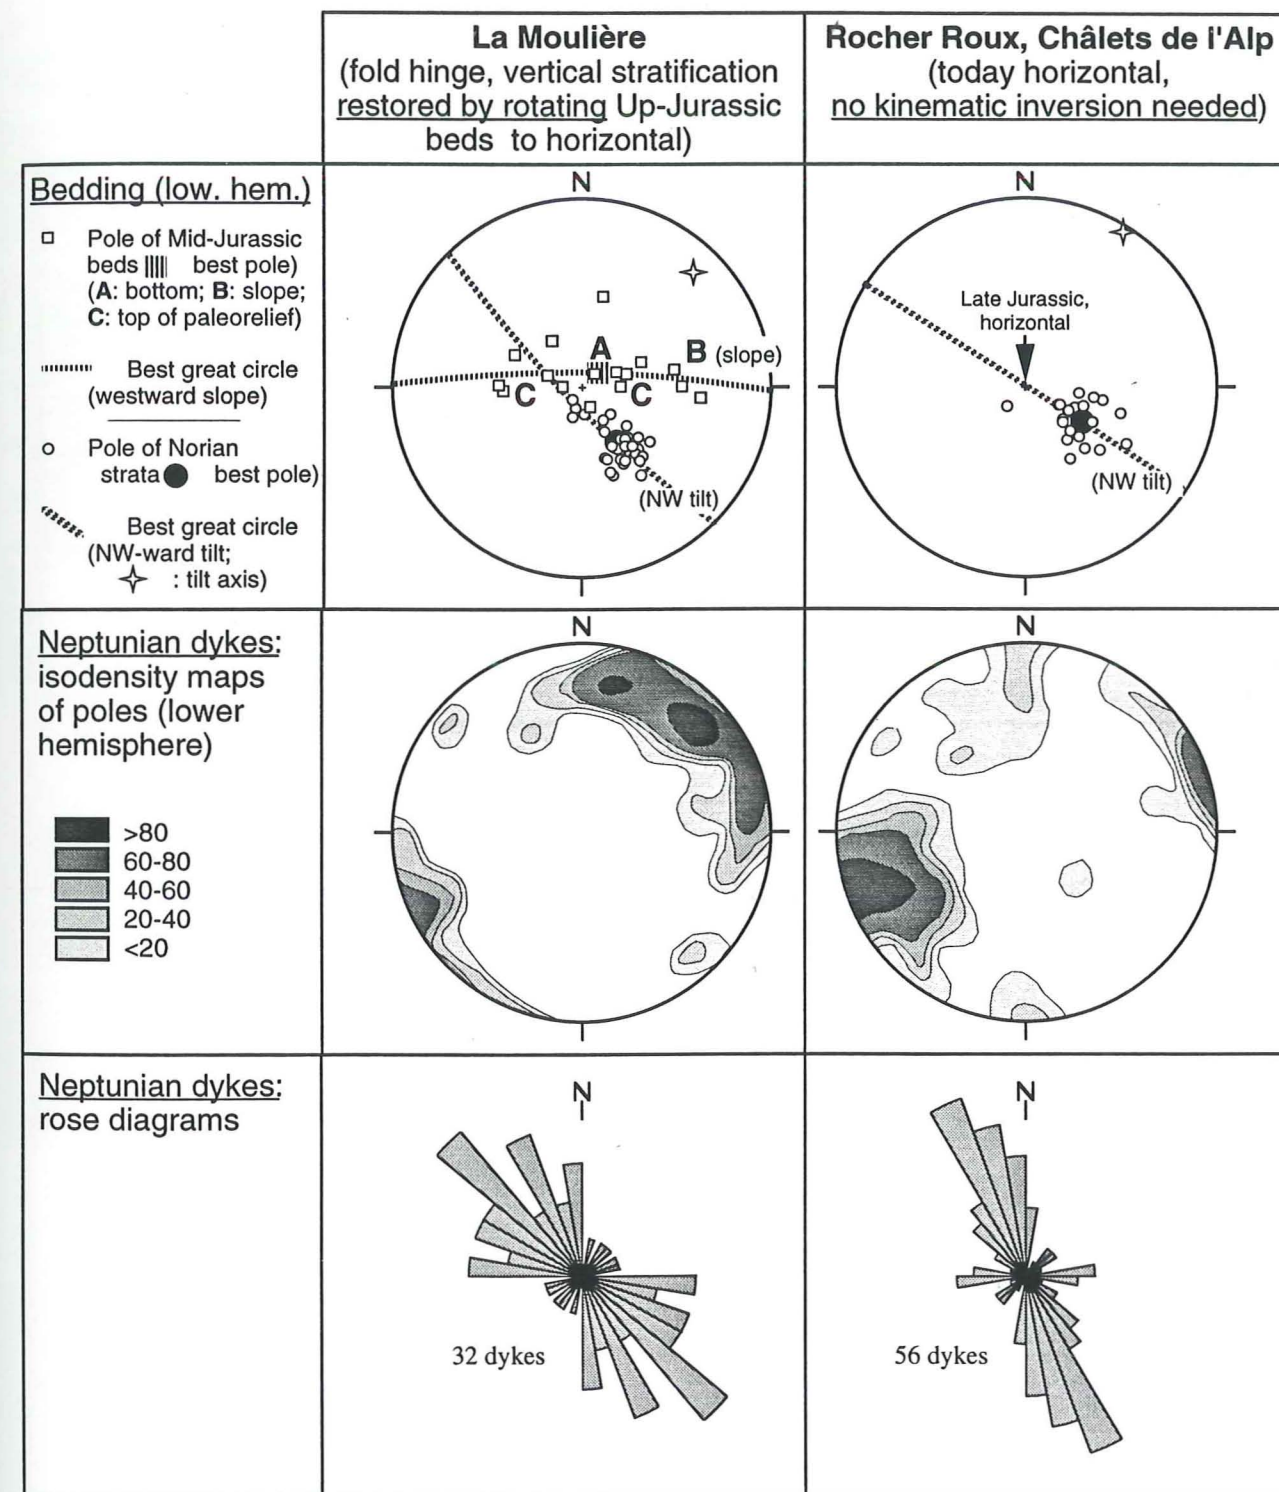 La Moulière
(fold hinge, vertical stratification
restored by rotating Up-Jurassic
beds to horizontal)
Rocher Roux, Châlets de l'Alp
(today horizontal,
no kinematic inversion needed)
Bedding (low. hem.)
Pole of Mid-Jurassic
beds best pole)
(A: bottom; B: slope;
C: top of paleorelief)
Best great circle
(westward slope)
Pole of Norian
strata best pole)
Best great circle
(NW-ward tilt;
: tilt axis)
N
A
B (slope)
C
C
(NW tilt)
N
Late Jurassic,
horizontal
(NW tilt)
Neptunian dykes:
isodensity maps
of poles (lower
hemisphere)
>80
60-80
40-60
20-40
<20
N
N
Neptunian dykes:
rose diagrams
N
32 dykes
N
56 dykes